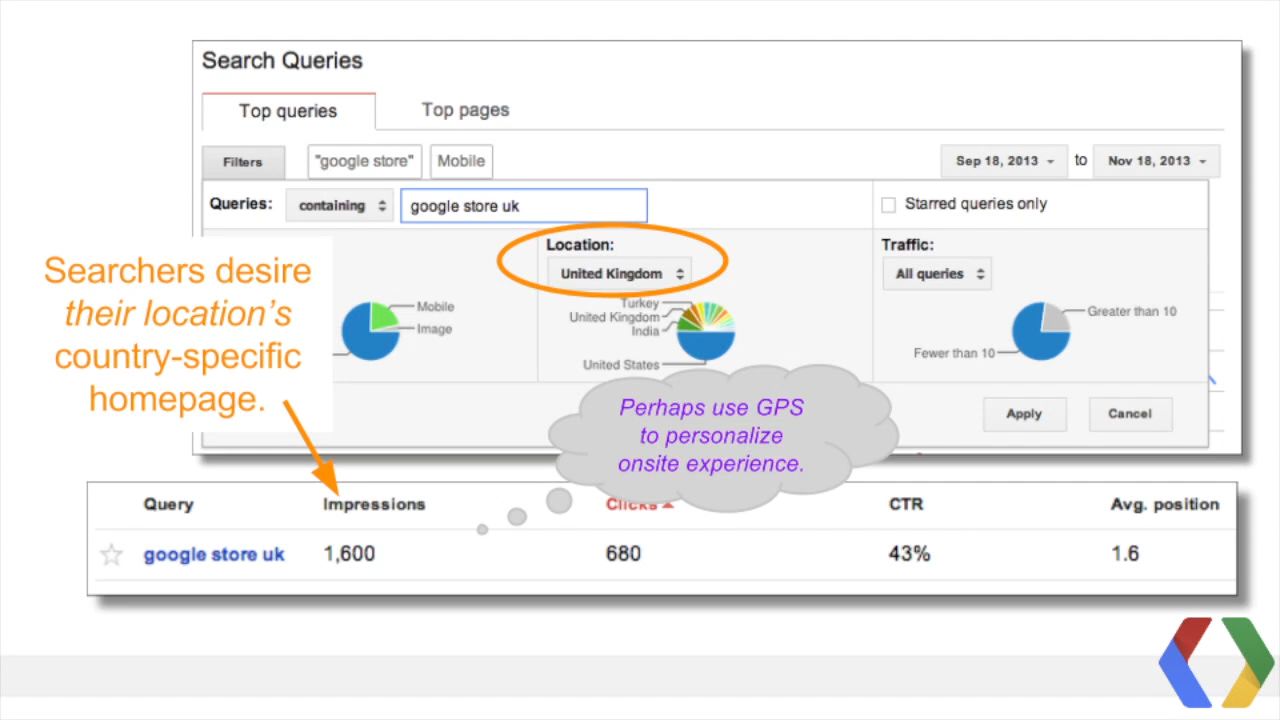 Search Queries
Top queries Top pages
Filters "google store" Mobile Sep 18, 2013 to Nov 18, 2013
Queries: containing google store uk Starred queries only
Location: Traffic:
United Kingdom All queries
Searchers desire
their location's
country-specific
homepage.
Mobile
Image
Turkey
United Kingdom
India
United States
Greater than 10
Fewer than 10
Perhaps use GPS
to personalize
onsite experience.
Apply Cancel
Query Impressions Clicks CTR Avg. position
google store uk 1,600 680 43% 1.6